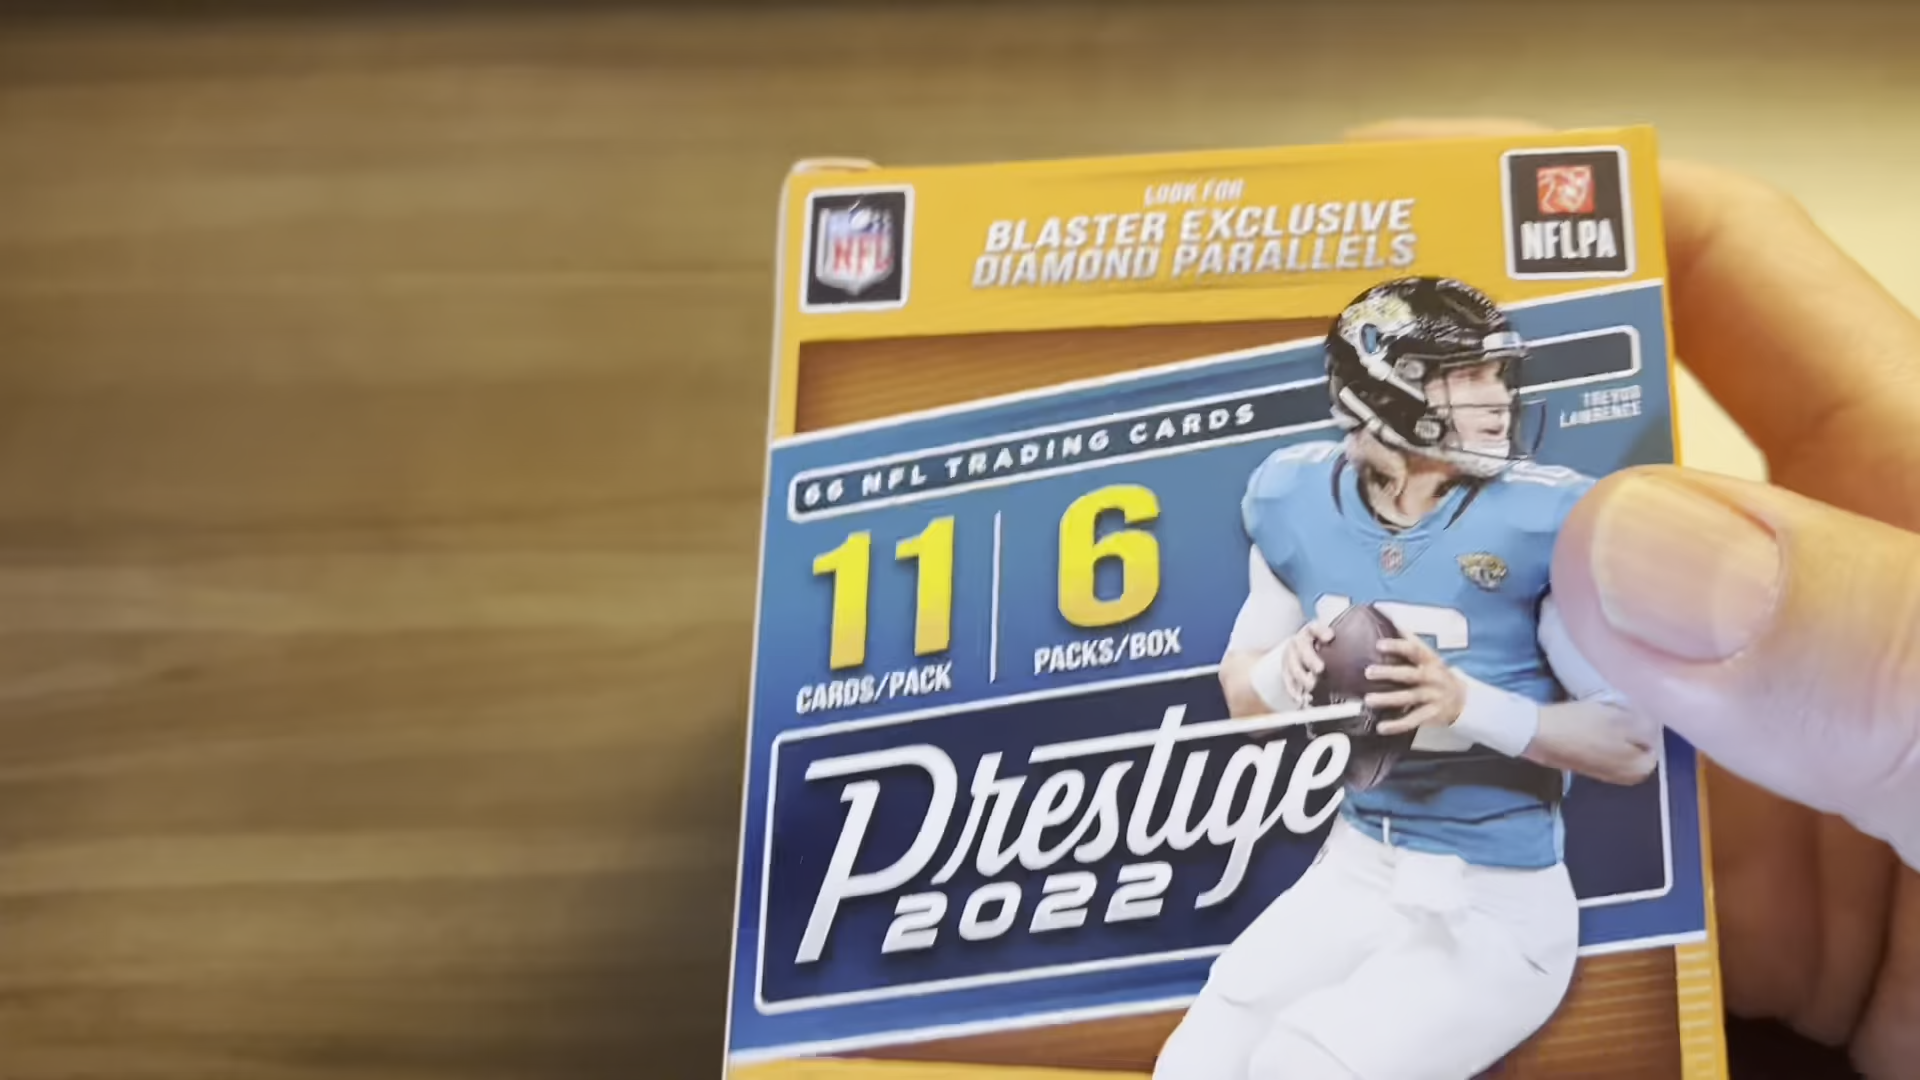 NFL
LOOK FOR
BLASTER EXCLUSIVE
DIAMOND PARALLELS
NFLPA
TREVOR
LAWRENCE
66 NFL TRADING CARDS
11
CARDS/PACK
6
PACKS/BOX
16
Prestige
2022